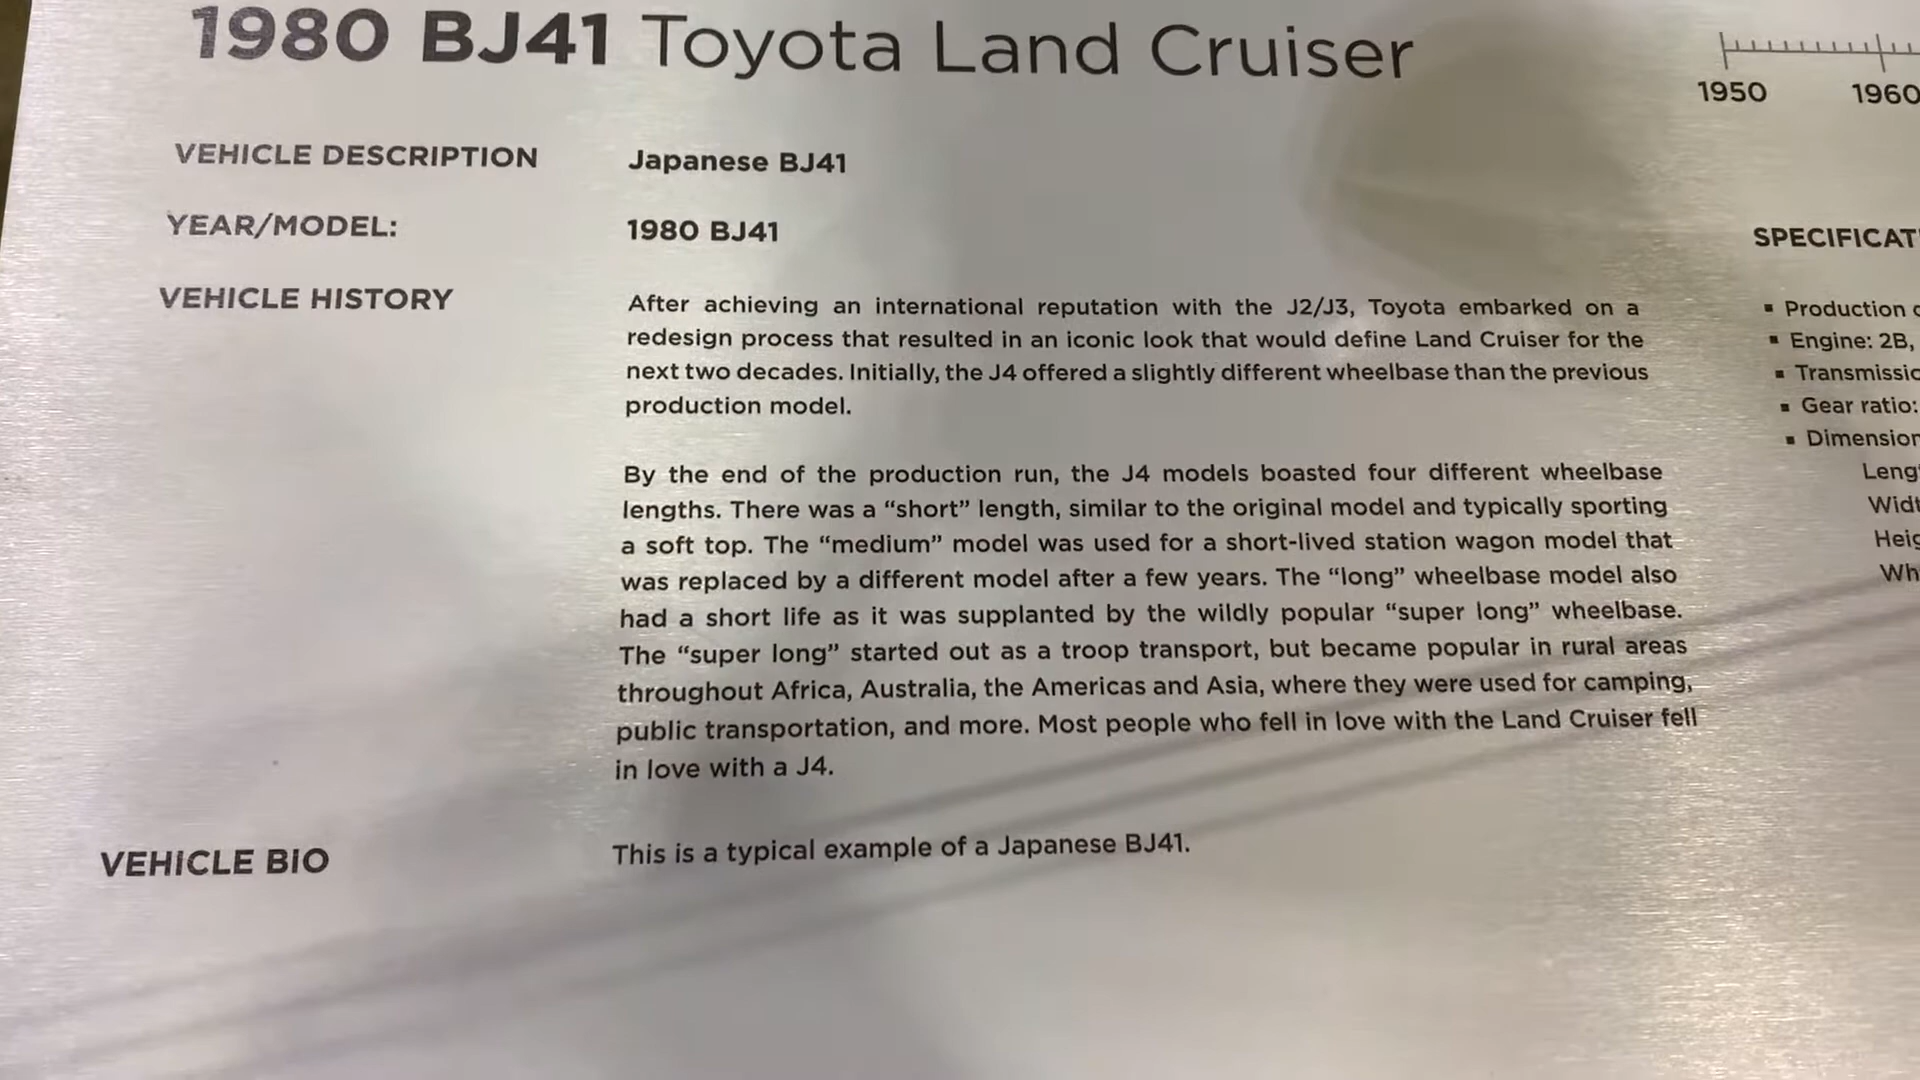 1980 BJ41 Toyota Land Cruiser
1950 1960
VEHICLE DESCRIPTION Japanese BJ41
YEAR/MODEL: 1980 BJ41
VEHICLE HISTORY
After achieving an international reputation with the J2/J3, Toyota embarked on a
redesign process that resulted in an iconic look that would define Land Cruiser for the
next two decades. Initially, the J4 offered a slightly different wheelbase than the previous
production model.
By the end of the production run, the J4 models boasted four different wheelbase
lengths. There was a “short” length, similar to the original model and typically sporting
a soft top. The “medium” model was used for a short-lived station wagon model that
was replaced by a different model after a few years. The “long” wheelbase model also
had a short life as it was supplanted by the wildly popular “super long” wheelbase.
The “super long” started out as a troop transport, but became popular in rural areas
throughout Africa, Australia, the Americas and Asia, where they were used for camping,
public transportation, and more. Most people who fell in love with the Land Cruiser fell
in love with a J4.
VEHICLE BIO This is a typical example of a Japanese BJ41.
▪ Production
▪ Engine: 2B,
▪ Gear ratio: